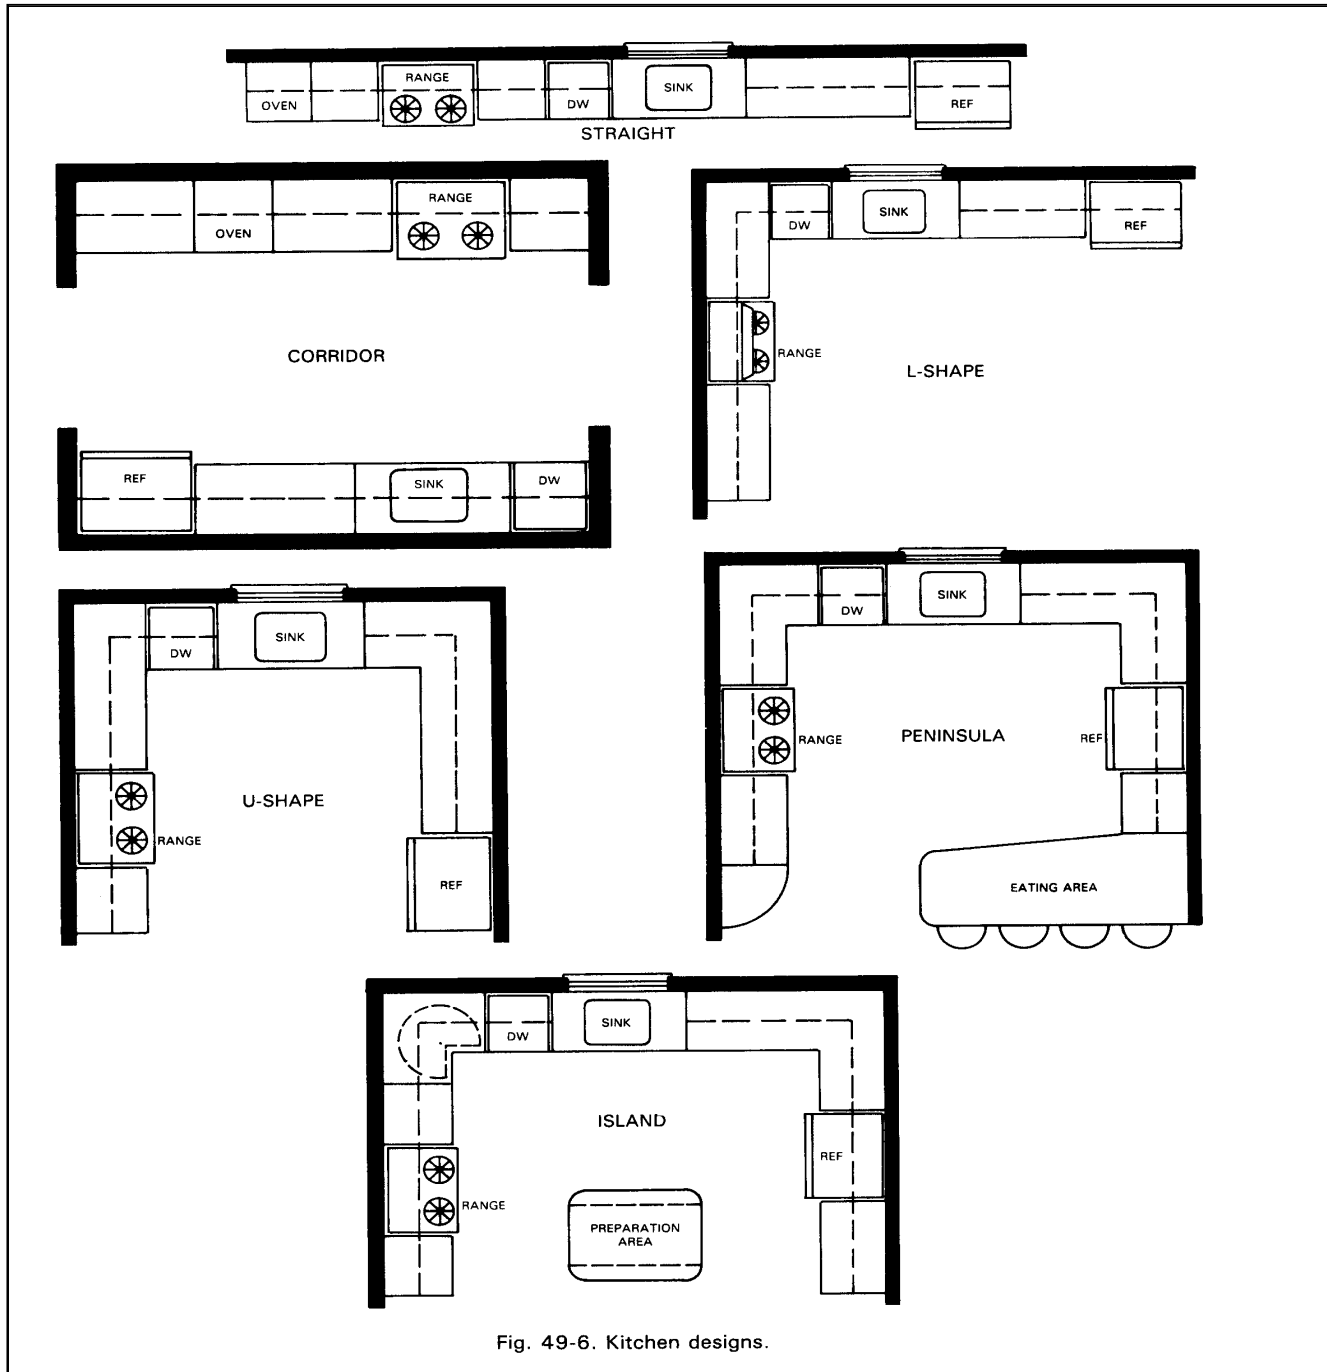 OVEN
RANGE
DW
SINK
REF
STRAIGHT
OVEN
RANGE
CORRIDOR
REF
SINK
DW
DW
SINK
REF
RANGE
L-SHAPE
DW
SINK
U-SHAPE
RANGE
REF
DW
SINK
RANGE
PENINSULA
REF
EATING AREA
DW
SINK
ISLAND
REF
RANGE
PREPARATION
AREA
Fig. 49-6. Kitchen designs.